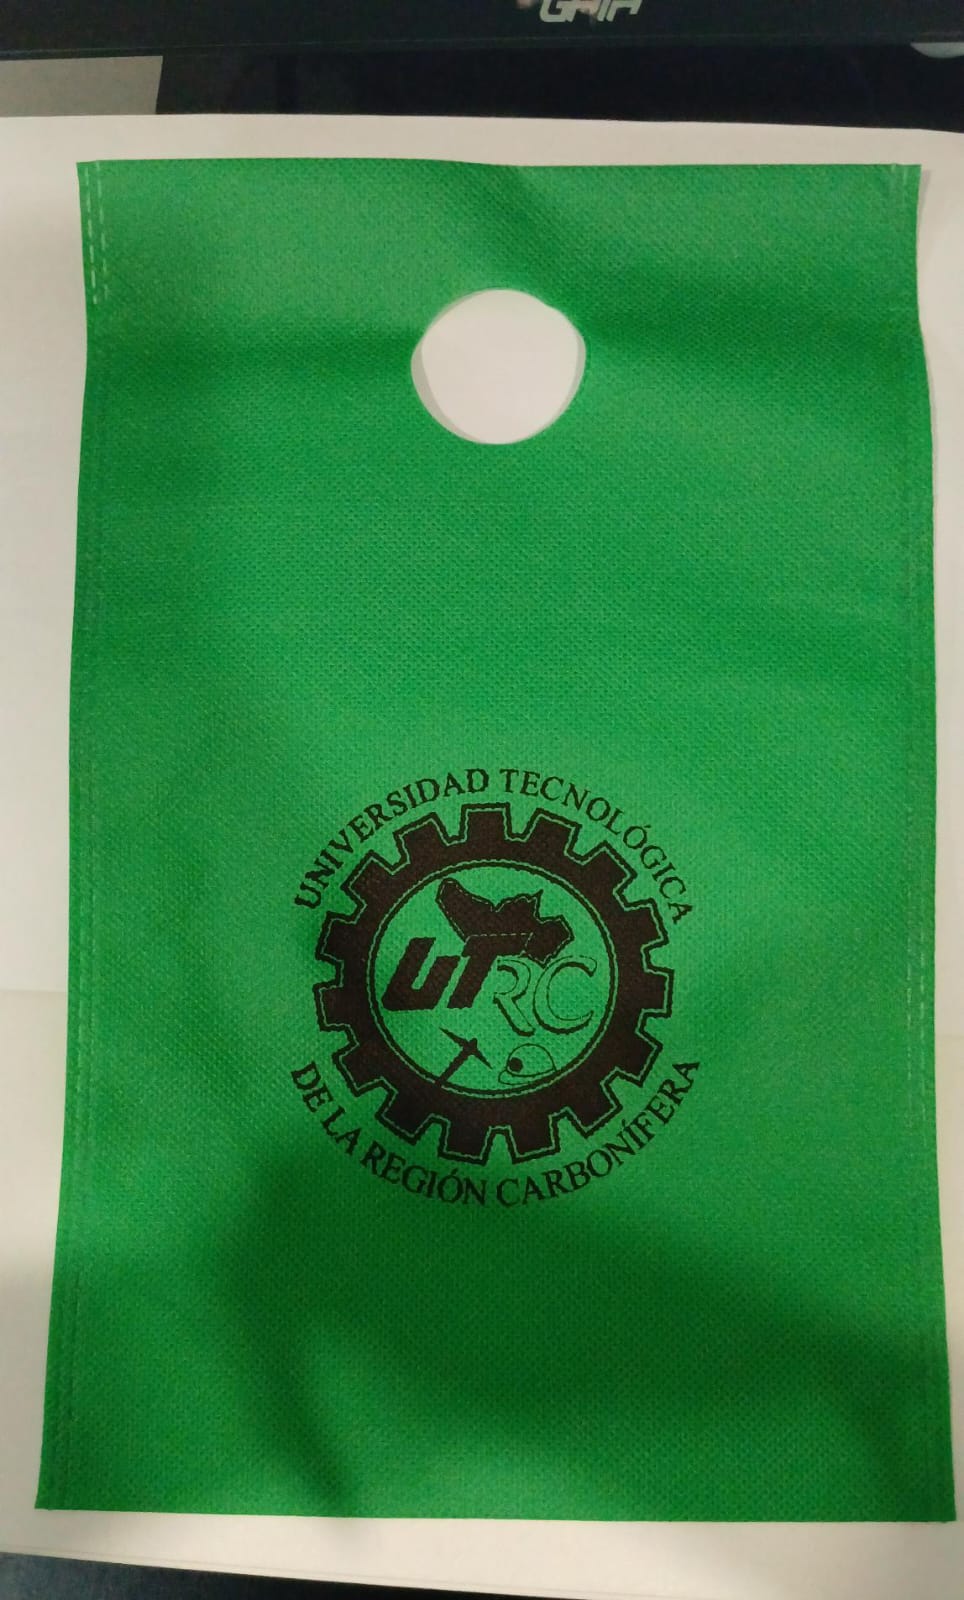 UNIVERSIDAD TECNOLÓGICA
UTRC
DE LA REGIÓN CARBONÍFERA